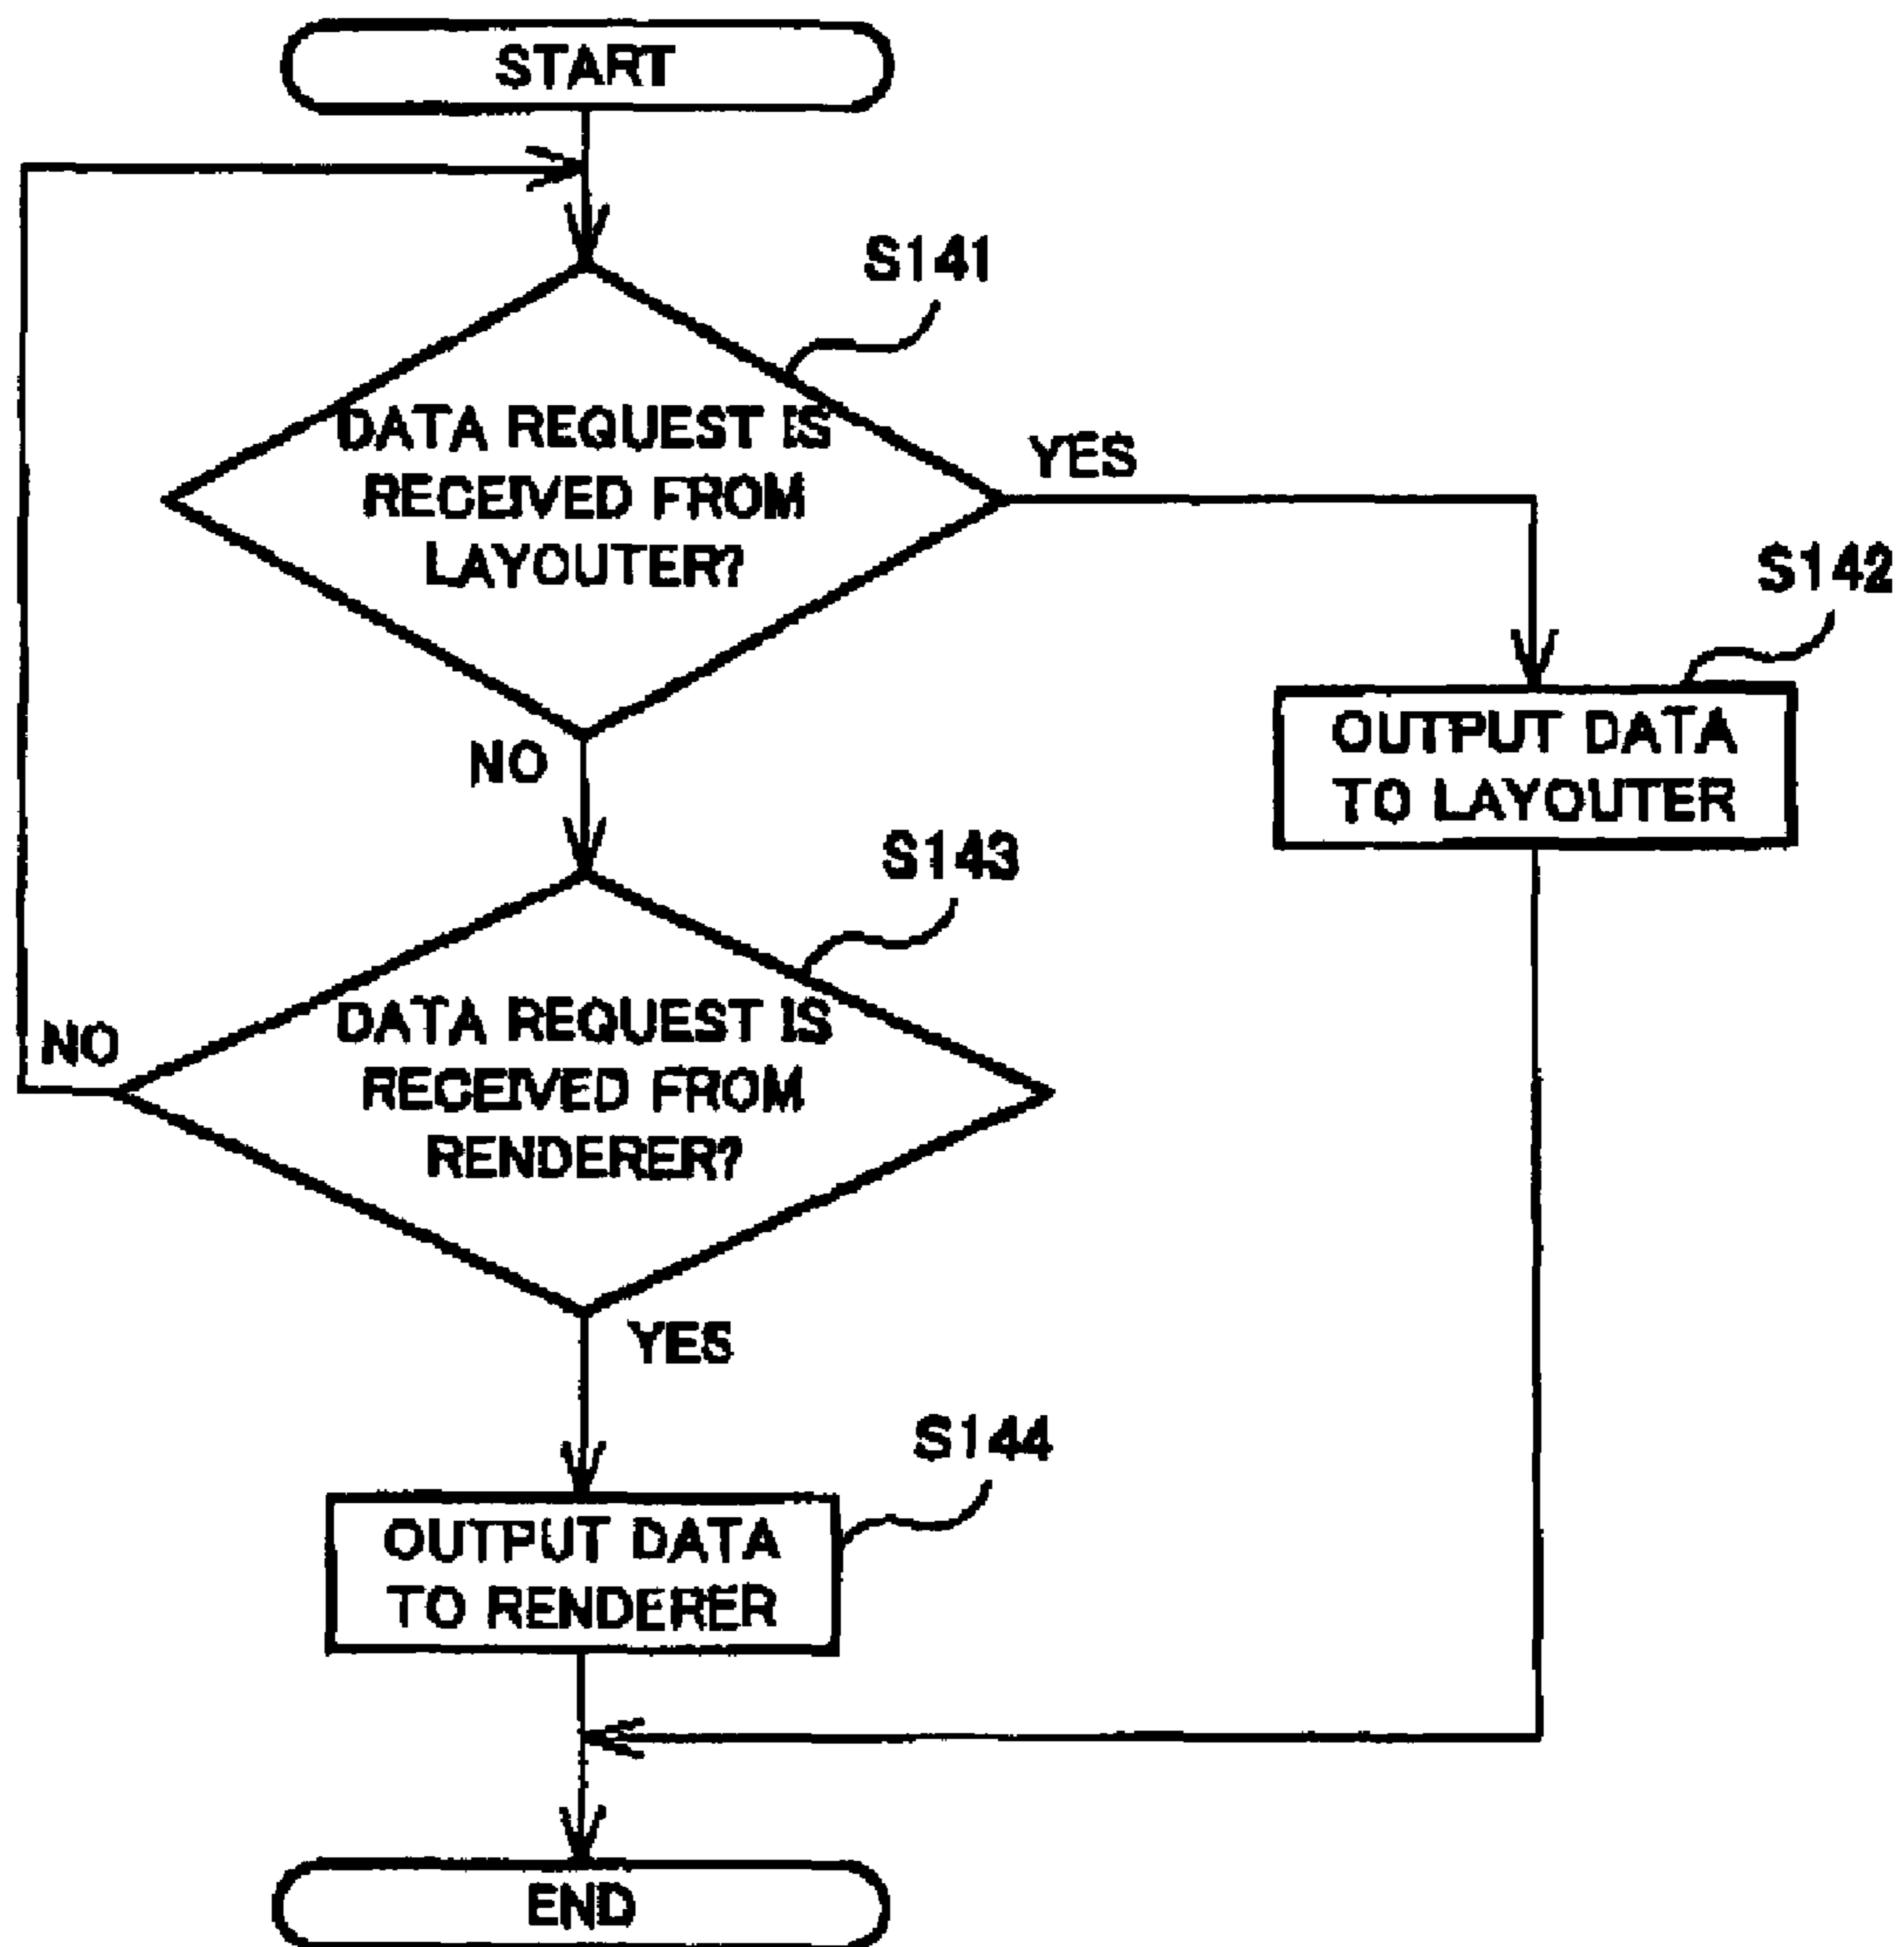 START
S141
DATA REQUEST IS
RECEIVED FROM
LAYOUTER?
YES
S142
OUTPUT DATA
TO LAYOUTER
NO
S143
DATA REQUEST IS
RECEIVED FROM
RENDERER?
NO
YES
S144
OUTPUT DATA
TO RENDERER
END